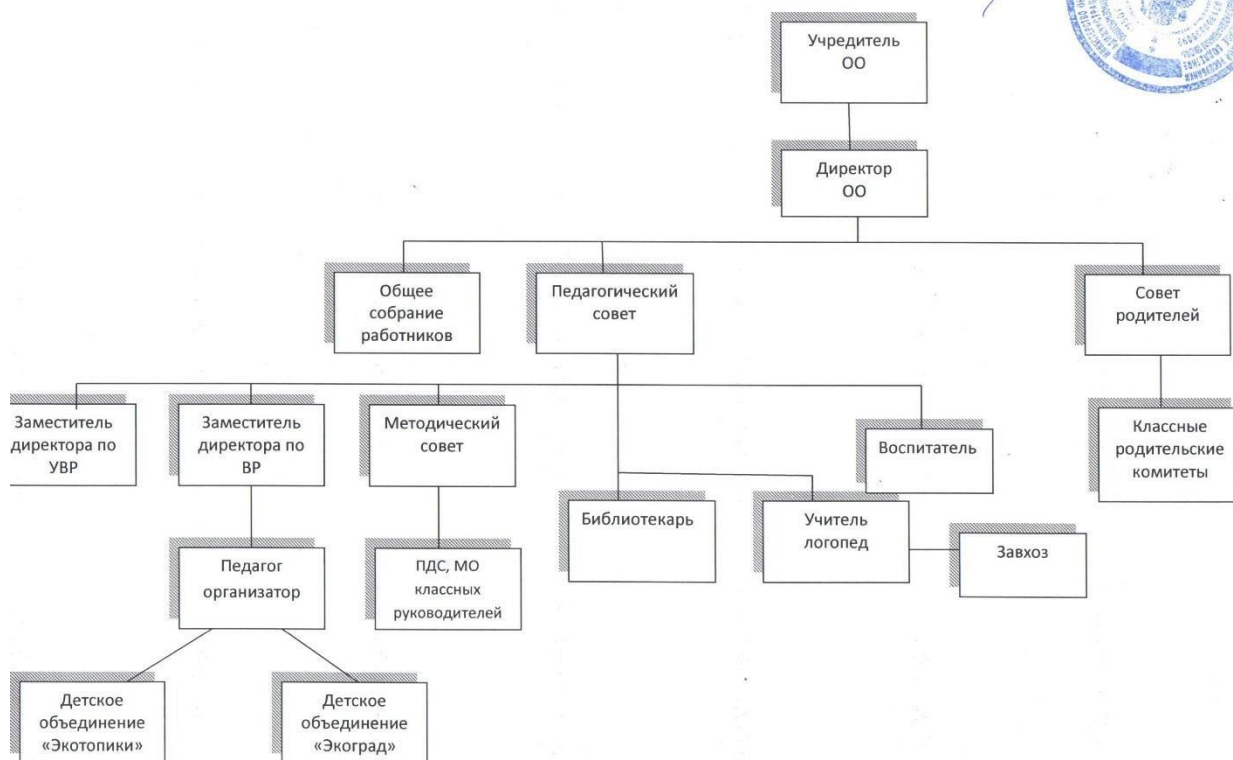 Учредитель
ОО
Директор
ОО
Общее
собрание
работников
Педагогический
совет
Совет
родителей
Заместитель
директора по
УВР
Заместитель
директора по
ВР
Методический
совет
Воспитатель
Классные
родительские
комитеты
Библиотекарь
Учитель
логопед
Завхоз
Педагог
организатор
ПДС, МО
классных
руководителей
Детское
объединение
«Экотопики»
Детское
объединение
«Экоград»